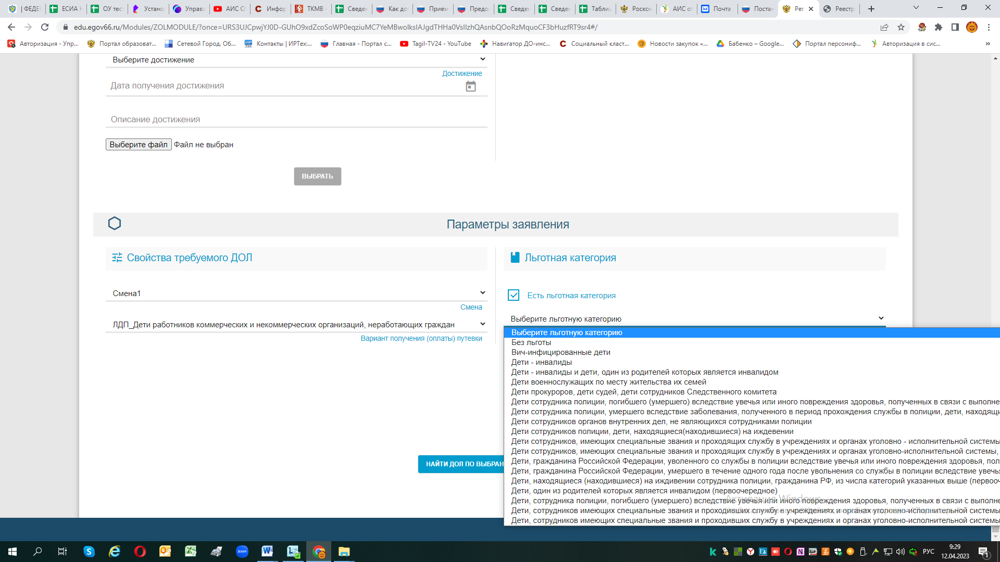 | ФЕДЕР
ЕСИА Н
ОУ тест
Устано
Управл
АИС О
Инфор
ТКМВ -
Сведен
Как до
Прием
Предо
Сведен
Сведен
Таблиц
Роском
АИС об
Почта
Постан
Рег
Реестр
edu.egov66.ru/Modules/ZOLMODULE/?once=URS3UJCpwjYJ0D-GUhO9xdZcoSoWP0eqziuMC7YeMBwolksIAJgdTHHa0VsIlzhQAsnbQOoRzMquoCF3bHuzfRT9sr4#/
Авторизация - Упр...
Портал образоват...
Сетевой Город. Об...
Контакты | ИРТех:...
Главная - Портал с...
Tagil-TV24 - YouTube
Навигатор ДО-инс...
Социальный класт...
Новости закупок «...
Бабенко – Google...
Портал персониф...
Авторизация в сис...
»
Выберите достижение
Достижение
Дата получения достижения
Описание достижения
Выберите файл Файл не выбран
ВЫБРАТЬ
Параметры заявления
Свойства требуемого ДОЛ
Льготная категория
Смена1
Смена
ЛДП_Дети работников коммерческих и некоммерческих организаций, неработающих граждан
Вариант получения (оплаты) путевки
Есть льготная категория
Выберите льготную категорию
Выберите льготную категорию
Без льготы
Вич-инфицированные дети
Дети - инвалиды
Дети - инвалиды и дети, один из родителей которых является инвалидом
Дети военнослужащих по месту жительства их семей
Дети прокуроров, дети судей, дети сотрудников Следственного комитета
Дети сотрудника полиции, погибшего (умершего) вследствие увечья или иного повреждения здоровья, полученных в связи с выполне
Дети сотрудника полиции, умершего вследствие заболевания, полученного в период прохождения службы в полиции, дети, находящи
Дети сотрудников органов внутренних дел, не являющихся сотрудниками полиции
Дети сотрудников полиции, дети, находящиеся(находившиеся) на иждевении
Дети сотрудников, имеющих специальные звания и проходящих службу в учреждениях и органах уголовно - исполнительной системы
Дети сотрудников, имеющих специальные звания и проходящих службу в учреждениях и органах уголовно-исполнительной системы,
Дети, гражданина Российской Федерации, уволенного со службы в полиции вследствие увечья или иного повреждения здоровья, пол
Дети, гражданина Российской Федерации, умершего в течение одного года после увольнения со службы в полиции вследствие увечья
Дети, находящиеся (находившиеся) на иждивении сотрудника полиции, гражданина РФ, из числа категорий указанных выше (первооч
Дети, один из родителей которых является инвалидом (первоочередное)
Дети, сотрудника полиции, погибшего (умершего) вследствие увечья или иного повреждения здоровья, полученных в связи с выполне
Дети, сотрудников имеющих специальные звания и проходивших службу в учреждениях и органах уголовно-исполнительной системы
Дети, сотрудников имеющих специальные звания и проходивших службу в учреждениях и органах уголовно-исполнительной системы
НАЙТИ ДОЛ ПО ВЫБРАН
Активация Windows
РУС
9:29
12.04.2023
1